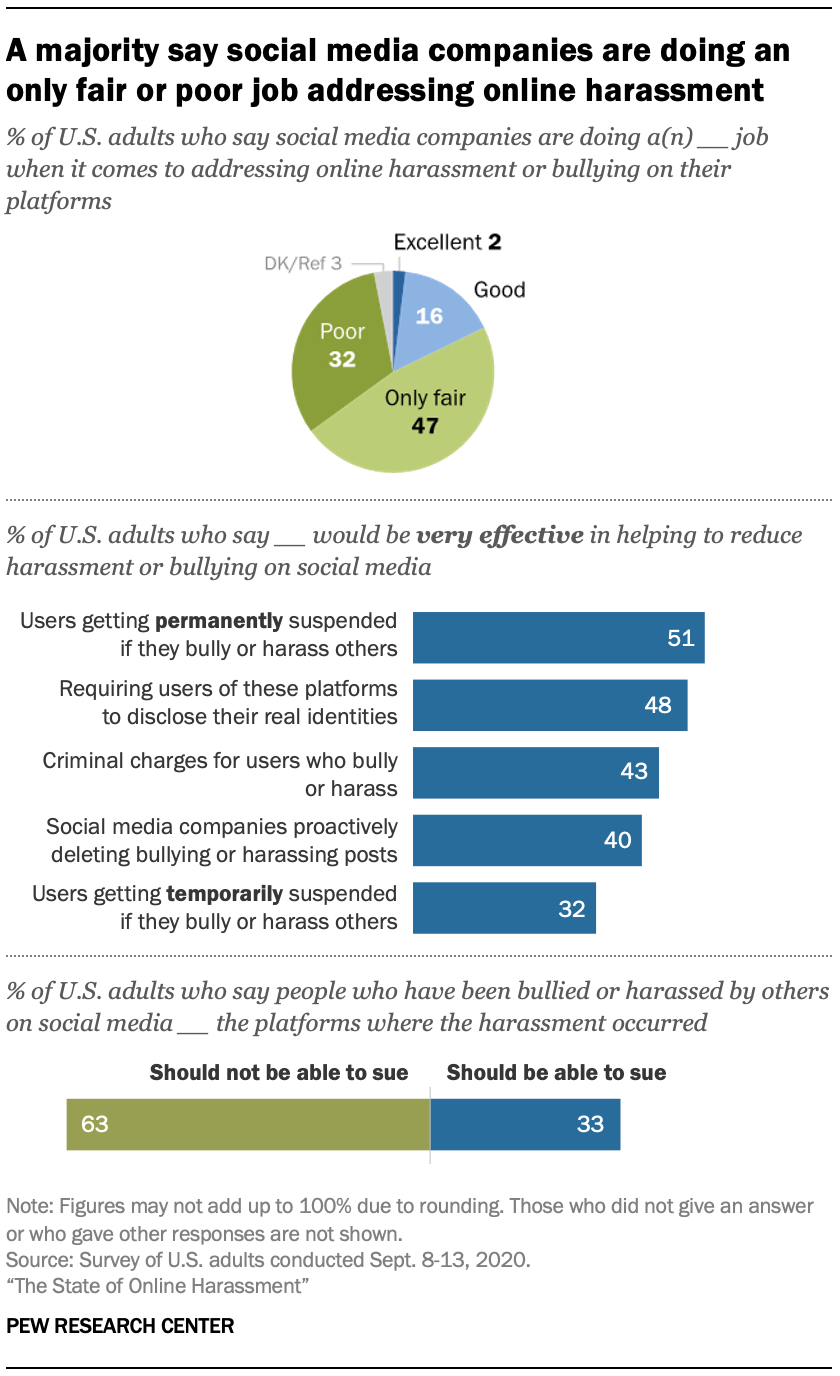 A majority say social media companies are doing an
only fair or poor job addressing online harassment
% of U.S. adults who say social media companies are doing a(n) __ job
when it comes to addressing online harassment or bullying on their
platforms
Excellent 2
DK/Ref 3
Good
16
Poor
32
Only fair
47
% of U.S. adults who say __ would be very effective in helping to reduce
harassment or bullying on social media
Users getting permanently suspended
if they bully or harass others
51
Requiring users of these platforms
to disclose their real identities
48
Criminal charges for users who bully
or harass
43
Social media companies proactively
deleting bullying or harassing posts
40
Users getting temporarily suspended
if they bully or harass others
32
% of U.S. adults who say people who have been bullied or harassed by others
on social media __ the platforms where the harassment occurred
Should not be able to sue Should be able to sue
63 33
Note: Figures may not add up to 100% due to rounding. Those who did not give an answer
or who gave other responses are not shown.
Source: Survey of U.S. adults conducted Sept. 8-13, 2020.
“The State of Online Harassment”
PEW RESEARCH CENTER